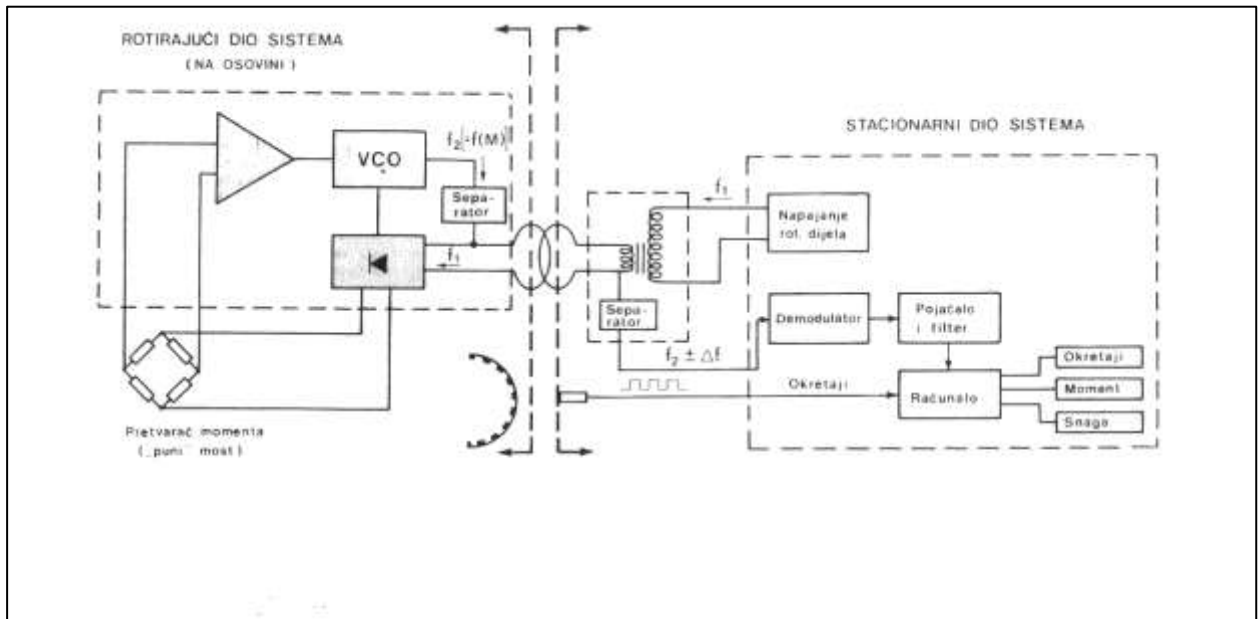 ROTIRAJUĆI DIO SISTEMA
(NA OSOVINI)
STACIONARNI DIO SISTEMA
VCO
f₂[=f(M)]
Sepa-
rator
f₁
f₁
Napajanje
rot. dijela
Sepa-
rator
Demodulator
Pojačalo
i filter
f₂ ± Δf
Okretaji
Računalo
Okretaji
Moment
Snaga
Pretvarač momenta
(„puni" most)